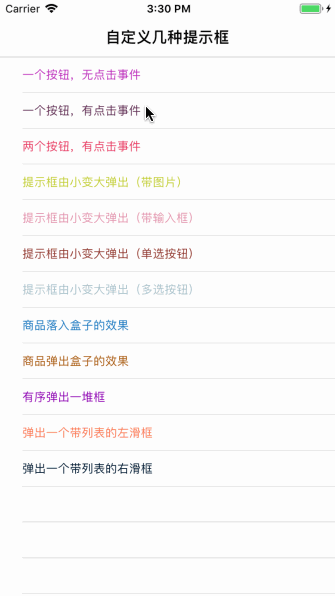 Carrier 3:30 PM
自定义几种提示框
一个按钮，无点击事件
一个按钮，有点击事件
两个按钮，有点击事件
提示框由小变大弹出（带图片）
提示框由小变大弹出（带输入框）
提示框由小变大弹出（单选按钮）
提示框由小变大弹出（多选按钮）
商品落入盒子的效果
商品弹出盒子的效果
有序弹出一堆框
弹出一个带列表的左滑框
弹出一个带列表的右滑框